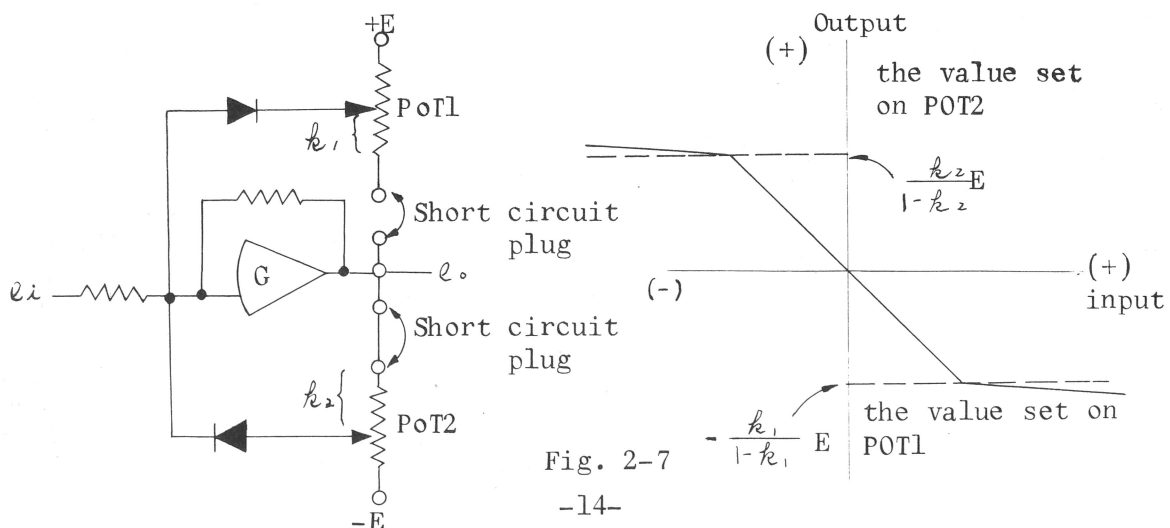 +E
PoT1
k₁
Short circuit
plug
G
ei
eo
Short circuit
plug
k₂
PoT2
-E
Output
(+)
the value set
on POT2
k₂/1-k₂ E
(-)
(+)
input
- k₁/1-k₁ E
the value set on
POT1
Fig. 2-7
-14-